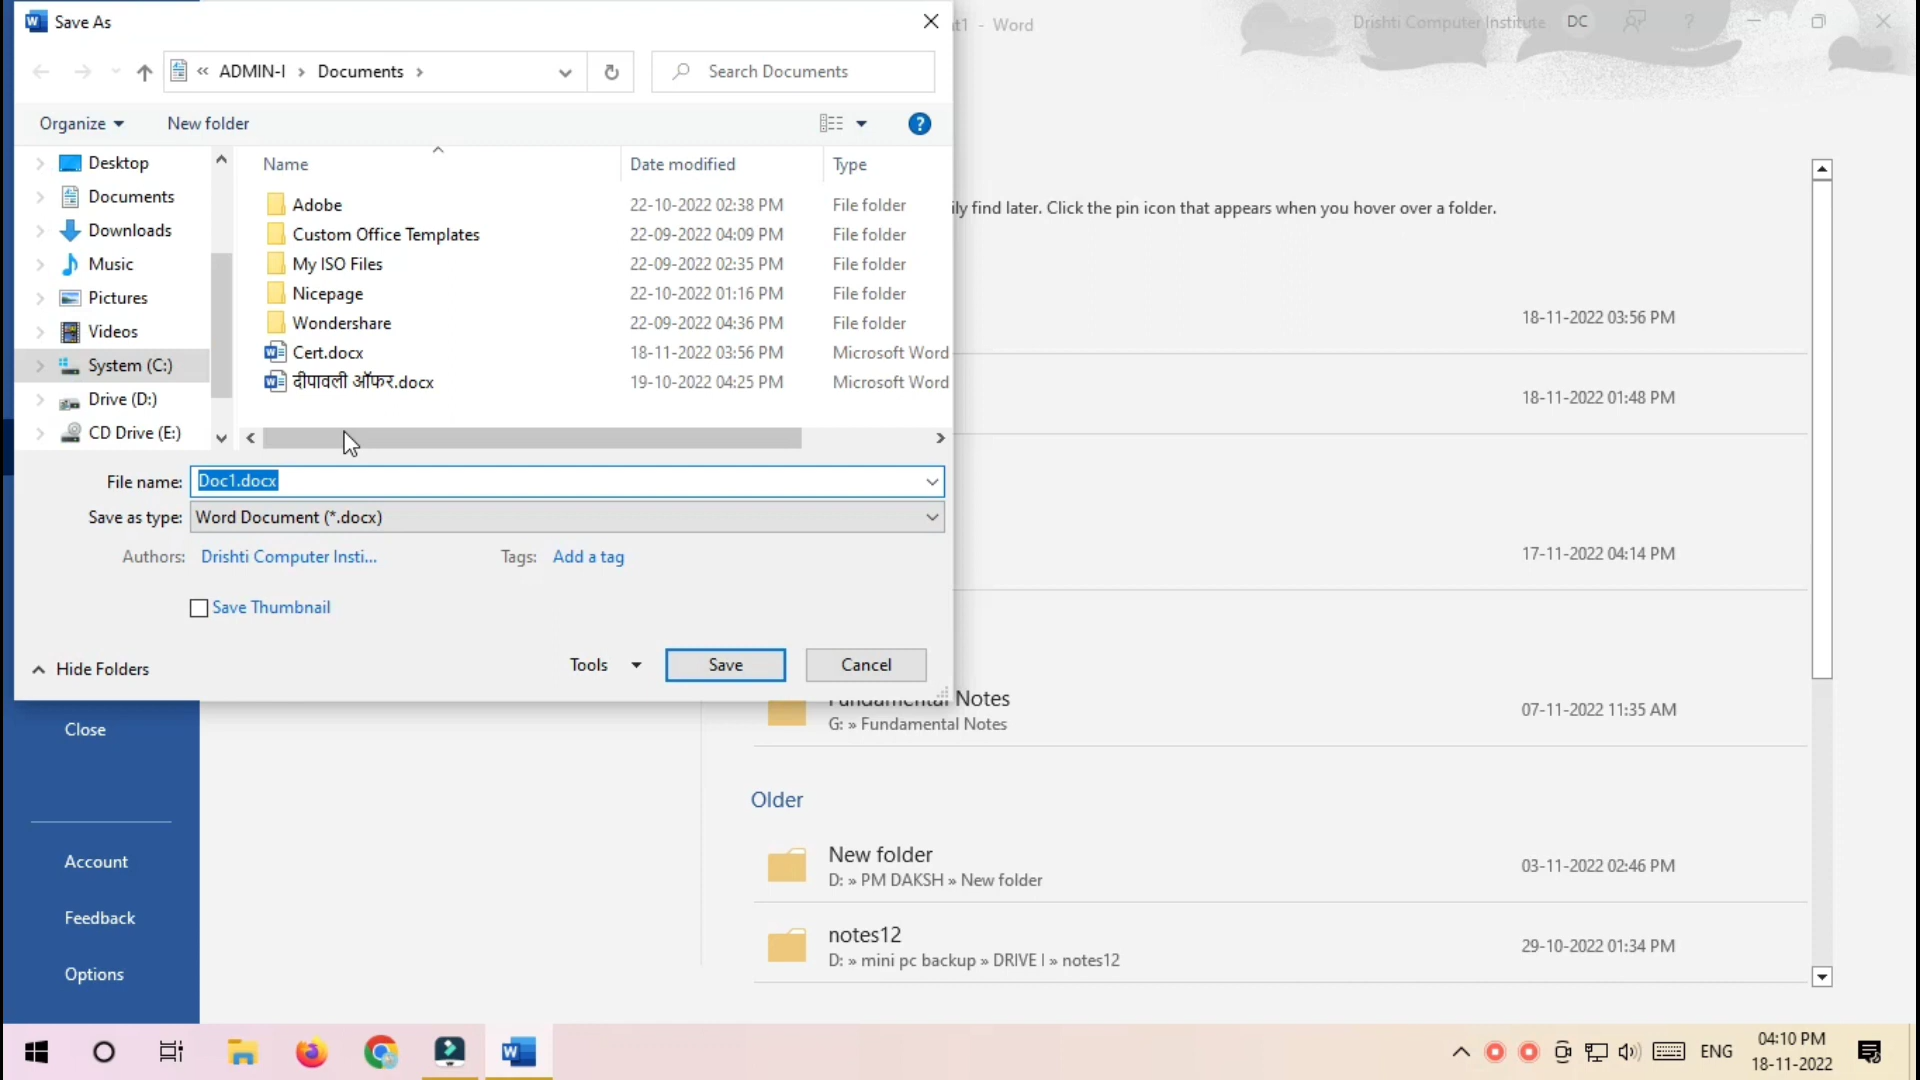 Save As
t1 - Word
Drishti Computer Institute DC
« ADMIN-I › Documents ›
Search Documents
Organize
New folder
Desktop
Documents
Downloads
Music
Pictures
Videos
System (C:)
Drive (D:)
CD Drive (E:)
Name Date modified Type
Adobe 22-10-2022 02:38 PM File folder
Custom Office Templates 22-09-2022 04:09 PM File folder
My ISO Files 22-09-2022 02:35 PM File folder
Nicepage 22-10-2022 01:16 PM File folder
Wondershare 22-09-2022 04:36 PM File folder
Cert.docx 18-11-2022 03:56 PM Microsoft Word
दीपावली ऑफर.docx 19-10-2022 04:25 PM Microsoft Word
File name: Doc1.docx
Save as type: Word Document (*.docx)
Authors: Drishti Computer Insti...
Tags: Add a tag
Save Thumbnail
Hide Folders
Tools
Save
Cancel
ily find later. Click the pin icon that appears when you hover over a folder.
18-11-2022 03:56 PM
18-11-2022 01:48 PM
17-11-2022 04:14 PM
Fundamental Notes
G: » Fundamental Notes
07-11-2022 11:35 AM
Older
New folder
D: » PM DAKSH » New folder
03-11-2022 02:46 PM
notes12
D: » mini pc backup » DRIVE I » notes12
29-10-2022 01:34 PM
Close
Account
Feedback
Options
ENG
04:10 PM
18-11-2022